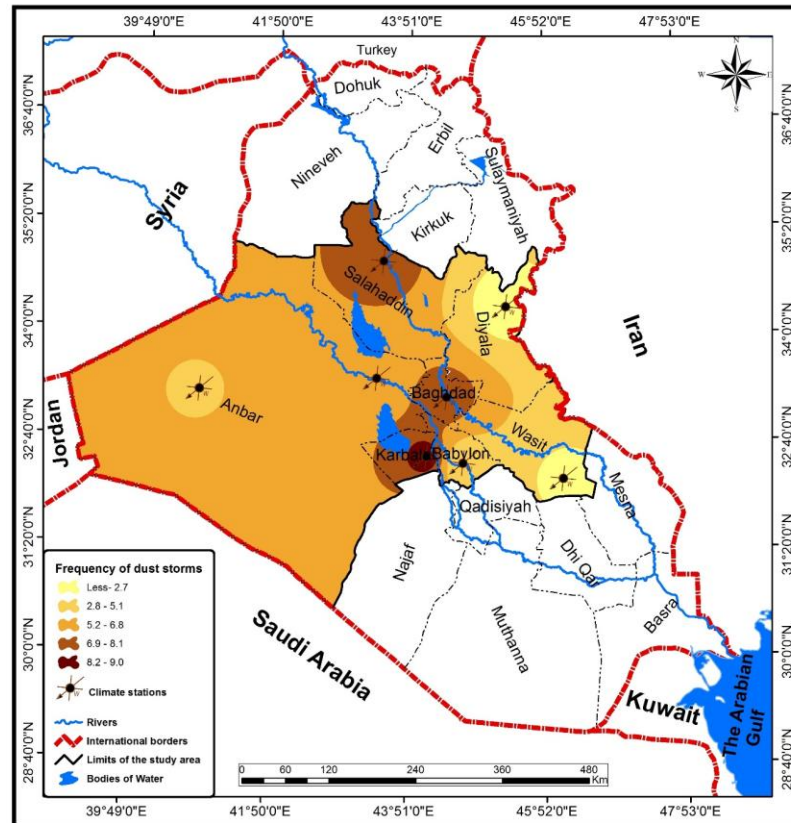 39°49'0"E
41°50'0"E
43°51'0"E
45°52'0"E
47°53'0"E
36°40'0"N
35°20'0"N
34°0'0"N
32°40'0"N
31°20'0"N
30°0'0"N
28°40'0"N
36°40'0"N
35°20'0"N
34°0'0"N
32°40'0"N
31°20'0"N
30°0'0"N
28°40'0"N
N
W
E
S
Turkey
Dohuk
Nineveh
Erbil
Sulaymaniyah
Kirkuk
Syria
Salahaddin
Diyala
Iran
Anbar
Baghdad
Jordan
Wasit
Karbala
Babylon
Mesna
Qadisiyah
Najaf
Dhi Qar
Muthanna
Basra
Saudi Arabia
Kuwait
The Arabian
Gulf
Frequency of dust storms
Less- 2.7
2.8 - 5.1
5.2 - 6.8
6.9 - 8.1
8.2 - 9.0
Climate stations
Rivers
International borders
Limits of the study area
Bodies of Water
0 60 120 240 360 480
Km
39°49'0"E
41°50'0"E
43°51'0"E
45°52'0"E
47°53'0"E